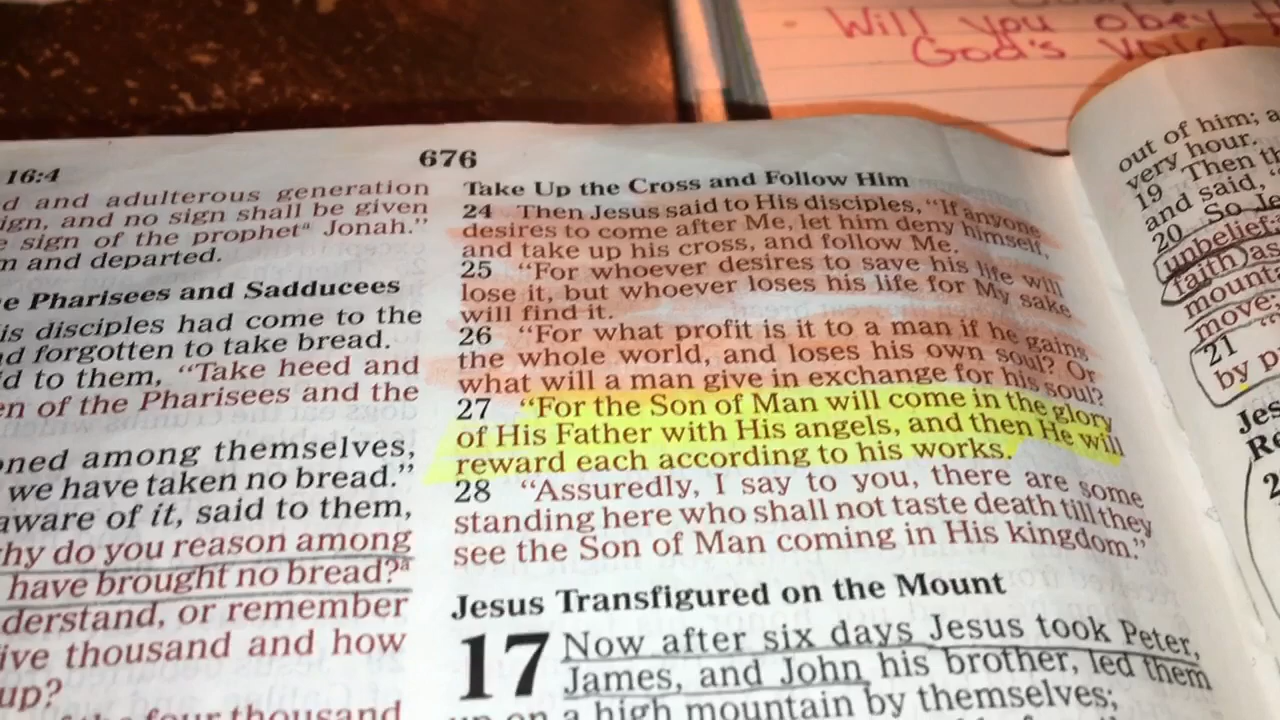 Will you obey
God's
676
16:4
and adulterous generation
sign, and no sign shall be given
sign of the prophetᵃ Jonah."
and departed.
Pharisees and Sadducees
disciples had come to the
forgotten to take bread.
to them, "Take heed and
of the Pharisees and the
among themselves,
we have taken no bread."
aware of it, said to them,
do you reason among
have brought no bread?ᵃ
or remember
thousand and how
up?
four thousand
Take Up the Cross and Follow Him
24 Then Jesus said to His disciples, "If anyone
desires to come after Me, let him deny himself,
and take up his cross, and follow Me.
25 "For whoever desires to save his life will
lose it, but whoever loses his life for My sake
will find it.
26 "For what profit is it to a man if he gains
the whole world, and loses his own soul? Or
what will a man give in exchange for his soul?
27 "For the Son of Man will come in the glory
of His Father with His angels, and then He will
reward each according to his works.
28 "Assuredly, I say to you, there are some
standing here who shall not taste death till they
see the Son of Man coming in His kingdom."
Jesus Transfigured on the Mount
17 Now after six days Jesus took Peter,
James, and John his brother, led them
up on a high mountain by themselves;
out of him;
very hour.
19 Then
and said,
20 So
unbelief;
faith as
move
21
by